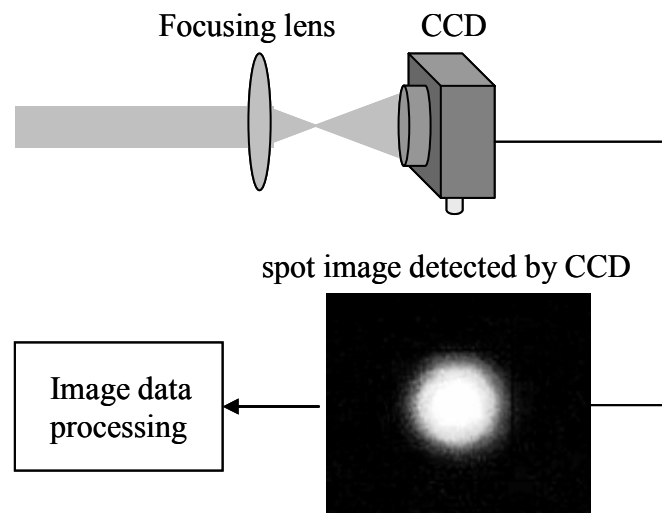 Focusing lens
CCD
spot image detected by CCD
Image data
processing